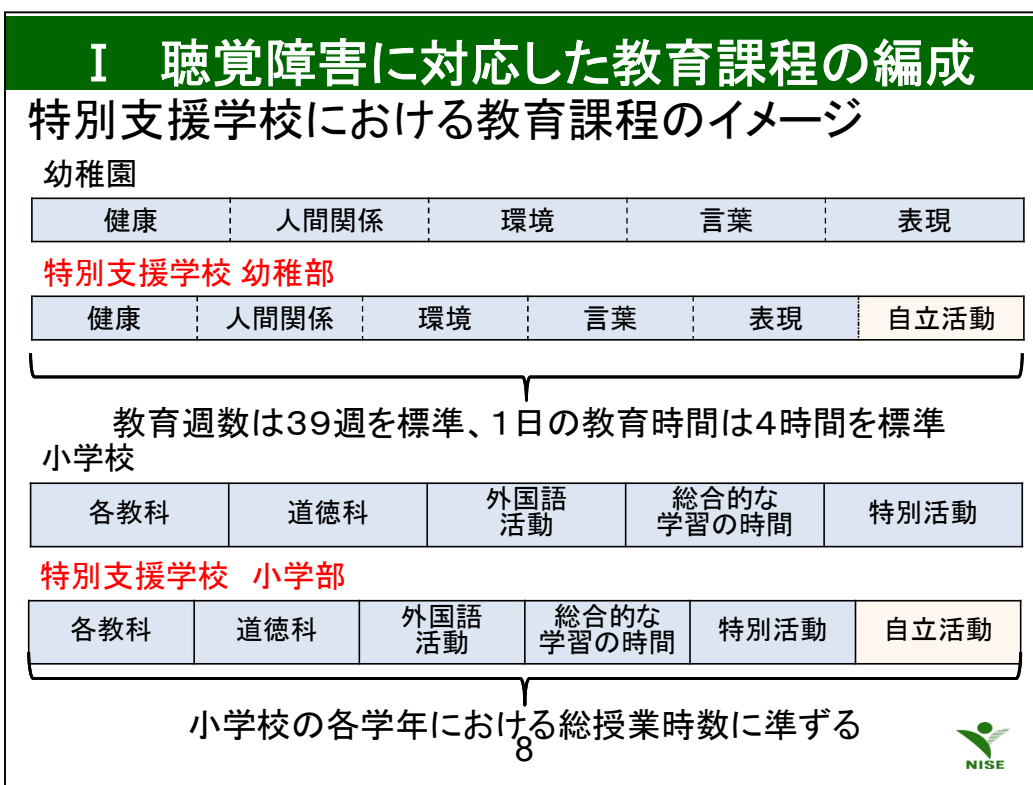 Ⅰ 聴覚障害に対応した教育課程の編成
特別支援学校における教育課程のイメージ
幼稚園
健康 人間関係 環境 言葉 表現
特別支援学校 幼稚部
健康 人間関係 環境 言葉 表現 自立活動
教育週数は39週を標準、1日の教育時間は4時間を標準
小学校
各教科 道徳科 外国語活動 総合的な学習の時間 特別活動
特別支援学校 小学部
各教科 道徳科 外国語活動 総合的な学習の時間 特別活動 自立活動
小学校の各学年における総授業時数に準ずる
8
NISE